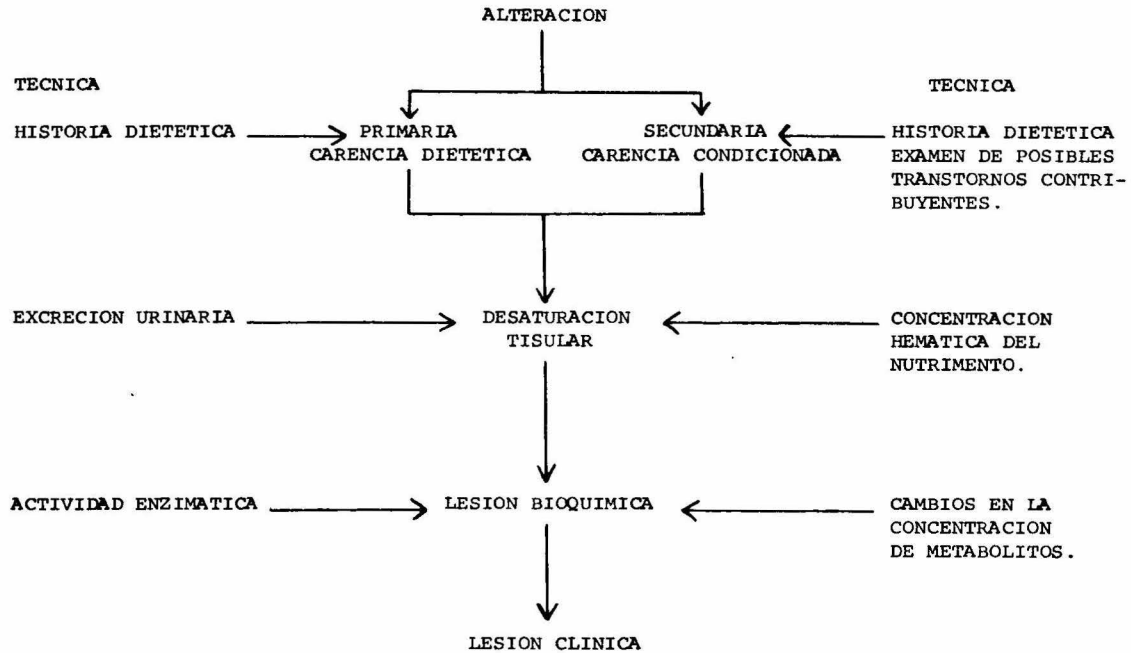 ALTERACION
TECNICA
TECNICA
HISTORIA DIETETICA
PRIMARIA
CARENCIA DIETETICA
SECUNDARIA
CARENCIA CONDICIONADA
HISTORIA DIETETICA
EXAMEN DE POSIBLES
TRANSTORNOS CONTRI-
BUYENTES.
EXCRECION URINARIA
DESATURACION
TISULAR
CONCENTRACION
HEMATICA DEL
NUTRIMENTO.
ACTIVIDAD ENZIMATICA
LESION BIOQUIMICA
CAMBIOS EN LA
CONCENTRACION
DE METABOLITOS.
LESION CLINICA